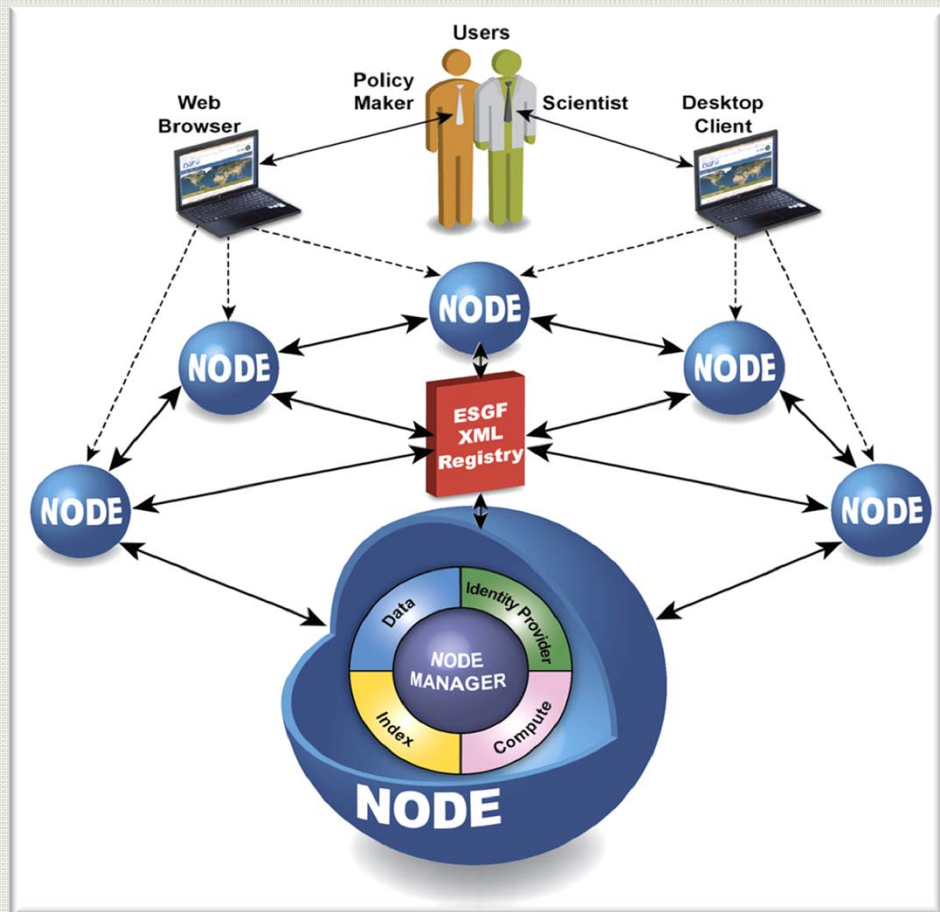 Users
Policy
Maker
Scientist
Web
Browser
Desktop
Client
NODE
NODE
NODE
ESGF
XML
Registry
NODE
NODE
Data
Identity Provider
NODE
MANAGER
Index
Compute
NODE